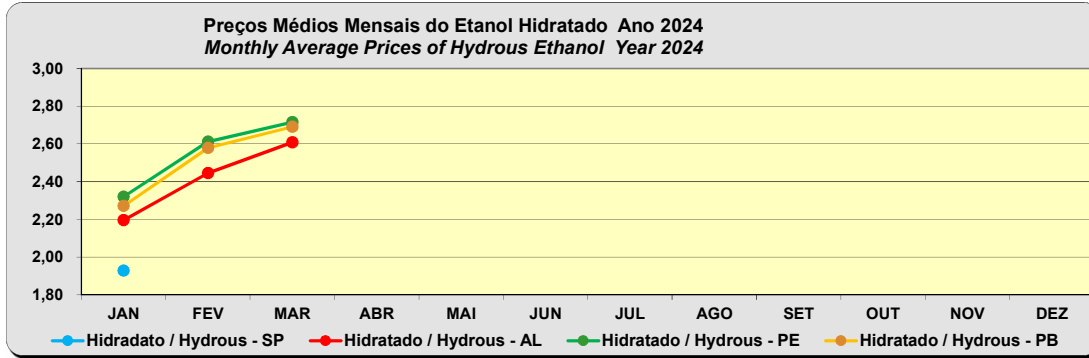 Preços Médios Mensais do Etanol Hidratado Ano 2024
Monthly Average Prices of Hydrous Ethanol Year 2024
3,00
2,80
2,60
2,40
2,20
2,00
1,80
JAN FEV MAR ABR MAI JUN JUL AGO SET OUT NOV DEZ
Hidradato / Hydrous - SP Hidratado / Hydrous - AL Hidratado / Hydrous - PE Hidratado / Hydrous - PB